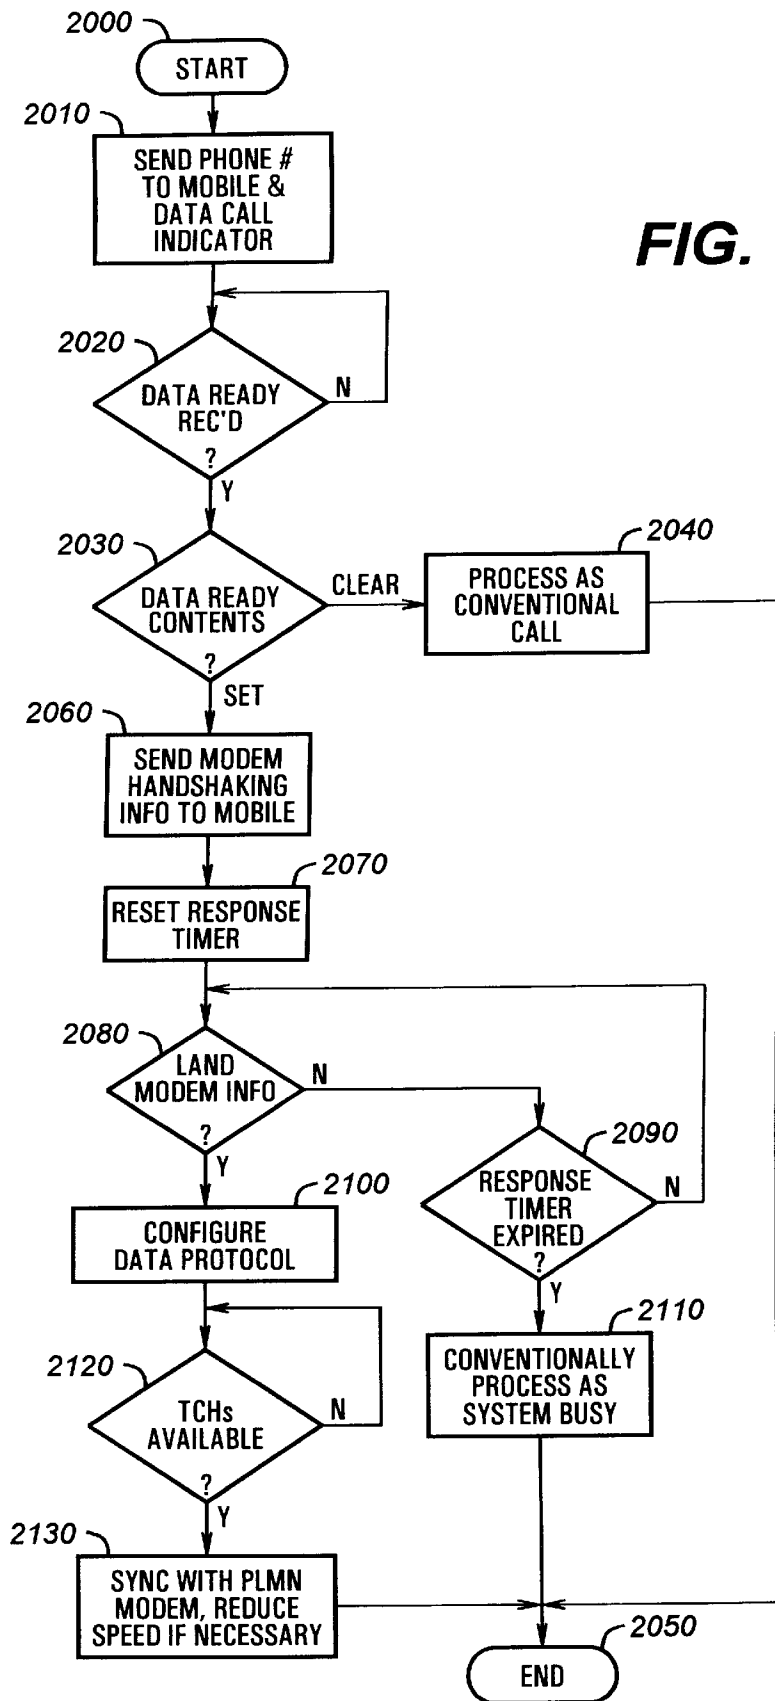 2000
START
2010
SEND PHONE #
TO MOBILE &
DATA CALL
INDICATOR
FIG.
2020
DATA READY
REC'D
?
N
Y
2030
DATA READY
CONTENTS
?
CLEAR
2040
PROCESS AS
CONVENTIONAL
CALL
SET
2060
SEND MODEM
HANDSHAKING
INFO TO MOBILE
2070
RESET RESPONSE
TIMER
2080
LAND
MODEM INFO
?
N
Y
2090
RESPONSE
TIMER
EXPIRED
?
N
Y
2100
CONFIGURE
DATA PROTOCOL
2110
CONVENTIONALLY
PROCESS AS
SYSTEM BUSY
2120
TCHs
AVAILABLE
?
N
Y
2130
SYNC WITH PLMN
MODEM, REDUCE
SPEED IF NECESSARY
2050
END